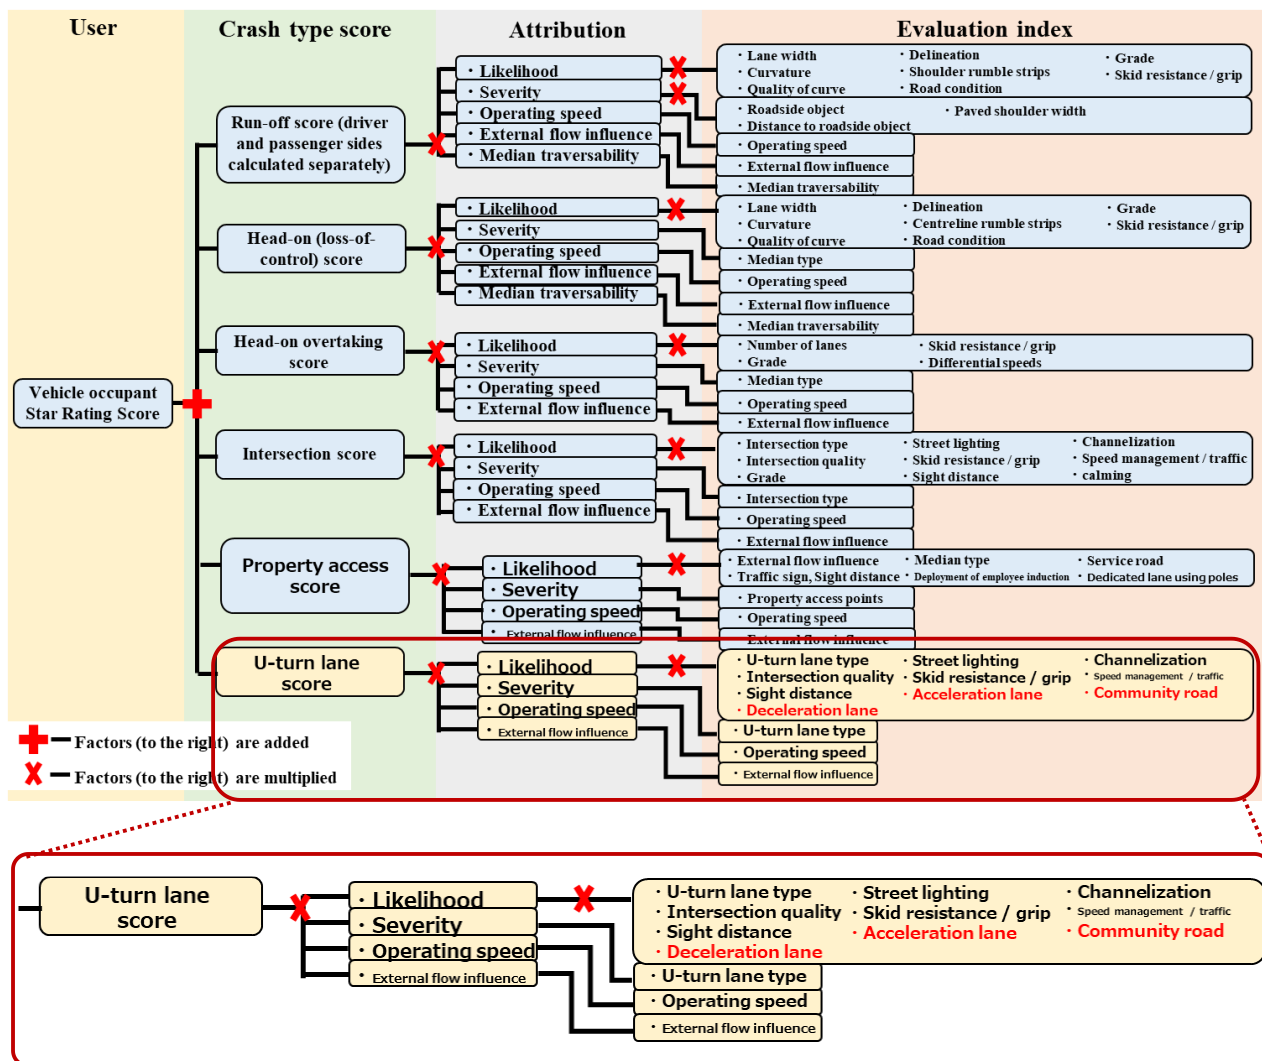 User
Crash type score
Attribution
Evaluation index
Vehicle occupant
Star Rating Score
Run-off score (driver
and passenger sides
calculated separately)
・Likelihood
・Severity
・Operating speed
・External flow influence
・Median traversability
・Lane width
・Curvature
・Quality of curve
・Delineation
・Shoulder rumble strips
・Road condition
・Grade
・Skid resistance / grip
・Roadside object
・Distance to roadside object
・Paved shoulder width
・Operating speed
・External flow influence
・Median traversability
Head-on (loss-of-
control) score
・Likelihood
・Severity
・Operating speed
・External flow influence
・Median traversability
・Lane width
・Curvature
・Quality of curve
・Delineation
・Centreline rumble strips
・Road condition
・Grade
・Skid resistance / grip
・Median type
・Operating speed
・External flow influence
・Median traversability
Head-on overtaking
score
・Likelihood
・Severity
・Operating speed
・External flow influence
・Number of lanes
・Grade
・Skid resistance / grip
・Differential speeds
・Median type
・Operating speed
・External flow influence
Intersection score
・Likelihood
・Severity
・Operating speed
・External flow influence
・Intersection type
・Intersection quality
・Grade
・Street lighting
・Skid resistance / grip
・Sight distance
・Channelization
・Speed management / traffic
・calming
・Intersection type
・Operating speed
・External flow influence
Property access
score
・Likelihood
・Severity
・Operating speed
・External flow influence
・External flow influence
・Traffic sign, Sight distance
・Median type
・Deployment of employee induction
・Service road
・Dedicated lane using poles
・Property access points
・Operating speed
・External flow influence
U-turn lane
score
・Likelihood
・Severity
・Operating speed
・External flow influence
・U-turn lane type
・Intersection quality
・Sight distance
・Deceleration lane
・Street lighting
・Skid resistance / grip
・Acceleration lane
・Channelization
・Speed management / traffic
・Community road
・U-turn lane type
・Operating speed
・External flow influence
Factors (to the right) are added
Factors (to the right) are multiplied
U-turn lane
score
・Likelihood
・Severity
・Operating speed
・External flow influence
・U-turn lane type
・Intersection quality
・Sight distance
・Deceleration lane
・Street lighting
・Skid resistance / grip
・Acceleration lane
・Channelization
・Speed management / traffic
・Community road
・U-turn lane type
・Operating speed
・External flow influence